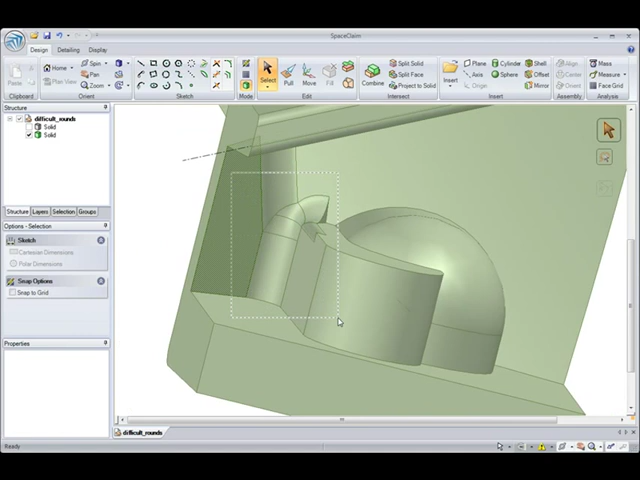 SpaceClaim
Design Detailing Display
Paste
Home Spin
Plan View Pan
Zoom
Select Pull Move Fill
Combine
Split Solid
Split Face
Project to Solid
Insert
Plane Cylinder Shell
Axis Sphere Offset
Origin Mirror
Align
Center
Orient
Mass
Measure
Face Grid
Clipboard Orient Sketch Mode Edit Intersect Insert Assembly Analysis
Structure
difficult_rounds
Solid
Solid
Structure Layers Selection Groups
Options - Selection
Sketch
Cartesian Dimensions
Polar Dimensions
Snap Options
Snap to Grid
Properties
difficult_rounds
Ready